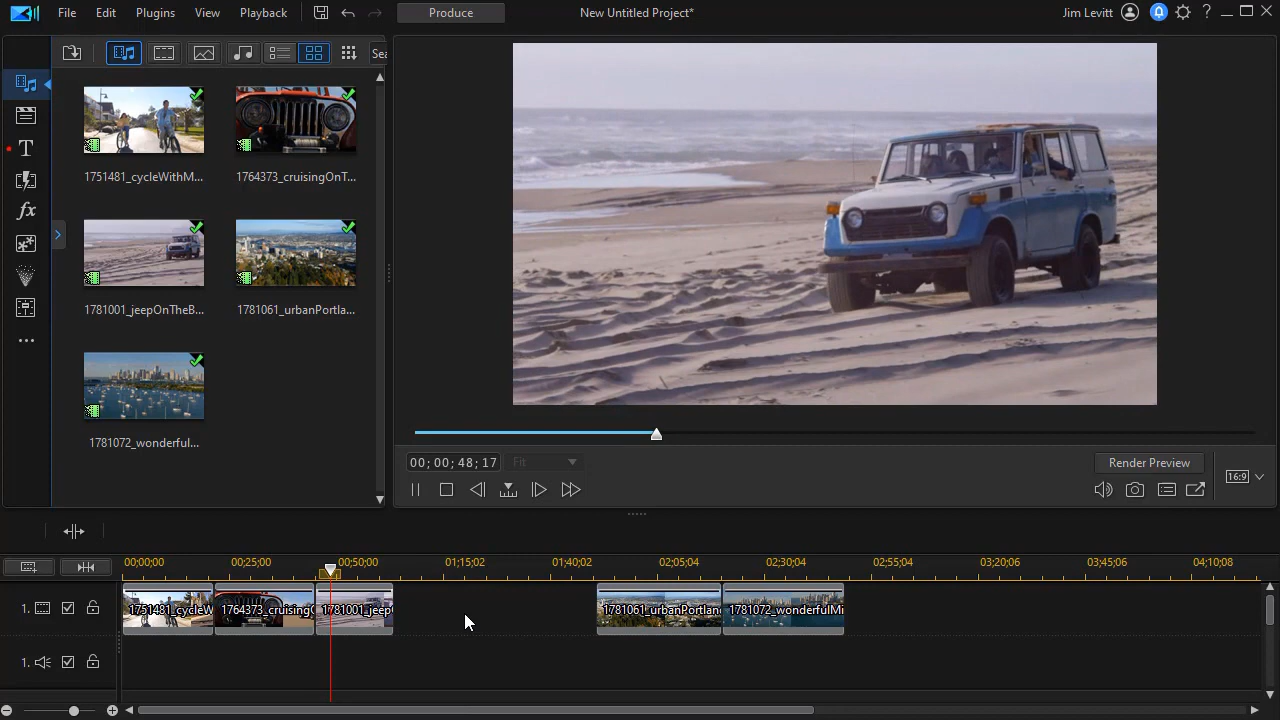 File Edit Plugins View Playback Produce New Untitled Project* Jim Levitt
Sea
1751481_cycleWithM... 1764373_cruisingOnT...
1781001_jeepOnTheB... 1781061_urbanPortla...
1781072_wonderful...
00; 00; 48; 17 Fit Render Preview
16:9
00;00;00 00;25;00 00;50;00 01;15;02 01;40;02 02;05;04 02;30;04 02;55;04 03;20;06 03;45;06 04;10;08
1. 1751481_cycleW 1764373_cruising 1781001_jeep 1781061_urbanPortlan 1781072_wonderfulMi
1.